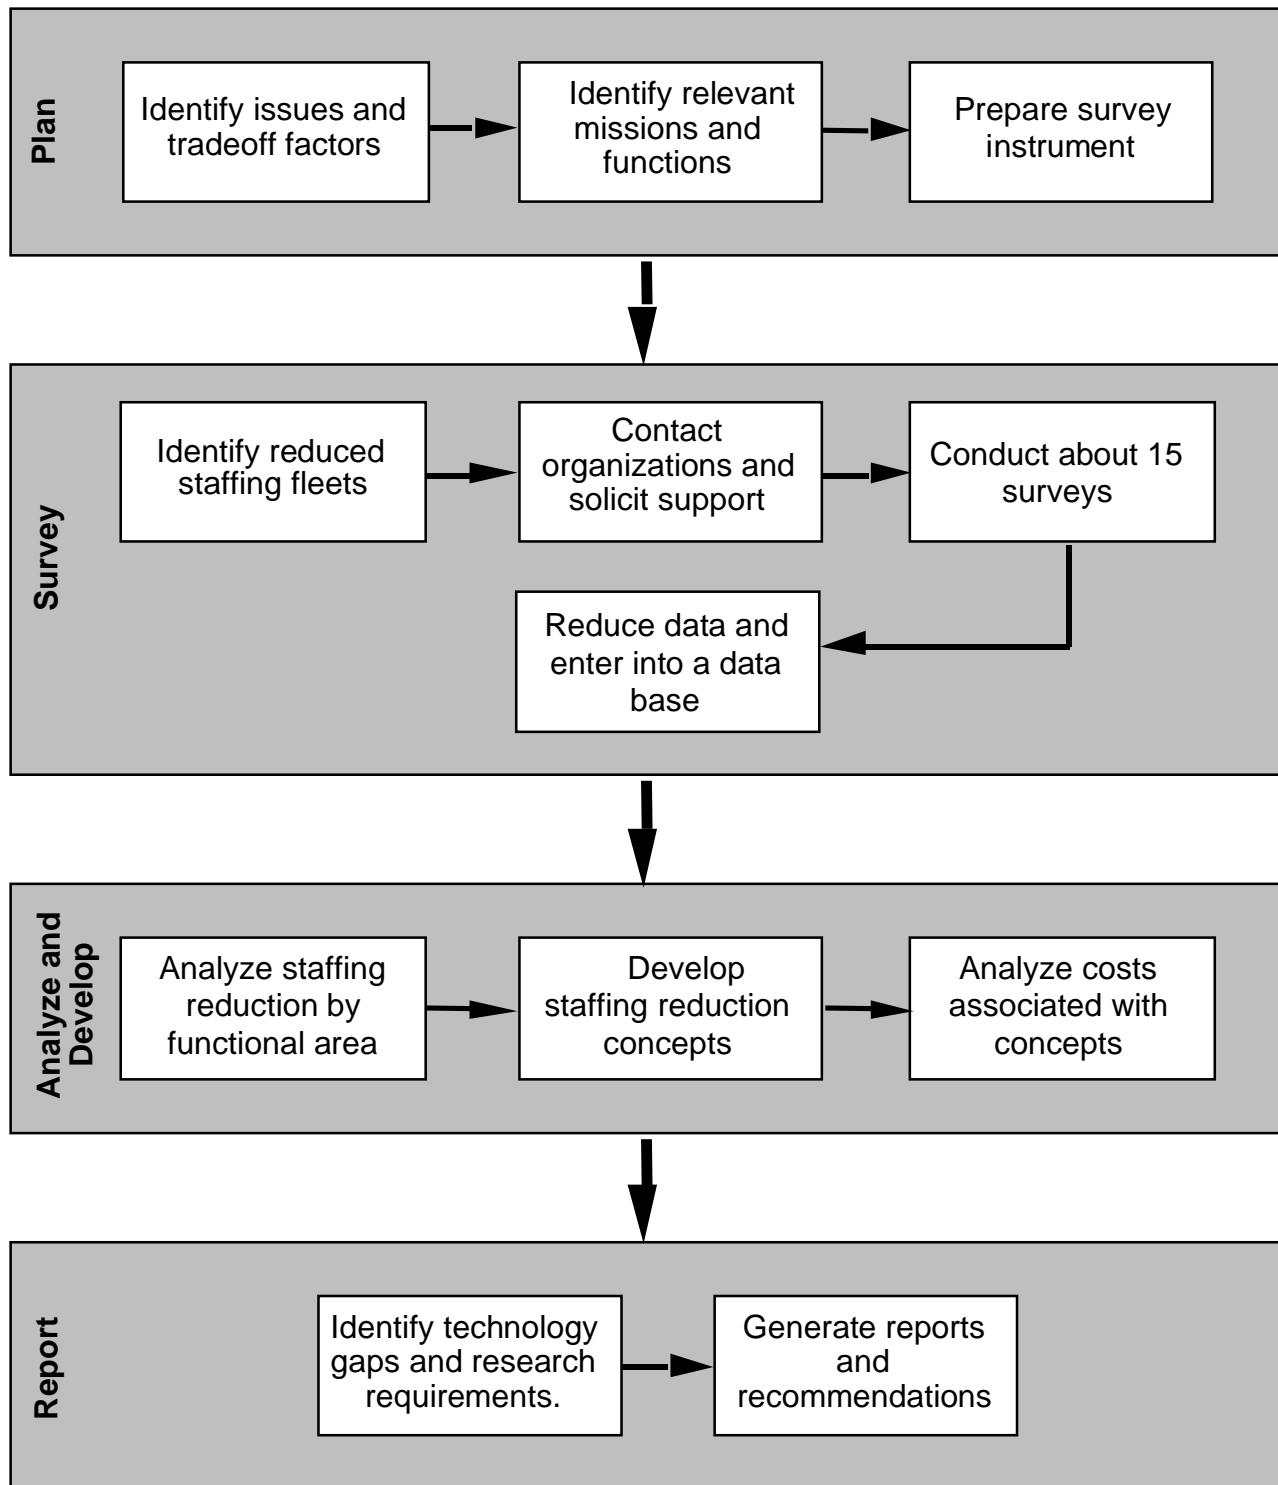 Plan
Identify issues and
tradeoff factors
Identify relevant
missions and
functions
Prepare survey
instrument
Survey
Identify reduced
staffing fleets
Contact
organizations and
solicit support
Conduct about 15
surveys
Reduce data and
enter into a data
base
Analyze and
Develop
Analyze staffing
reduction by
functional area
Develop
staffing reduction
concepts
Analyze costs
associated with
concepts
Report
Identify technology
gaps and research
requirements.
Generate reports
and
recommendations